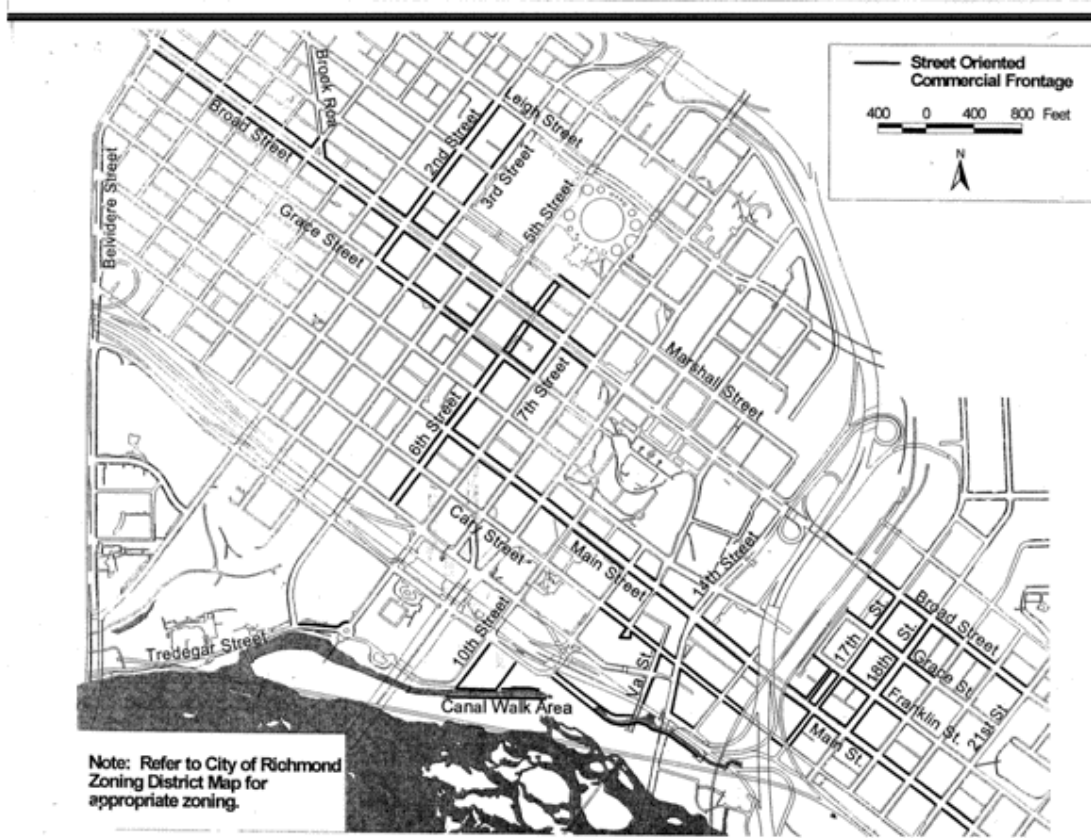 Street Oriented
Commercial Frontage
400 0 400 800 Feet
N
Leigh Street
Broad Street
2nd Street
3rd Street
5th Street
Belvidere Street
Grace Street
Marshall Street
7th Street
6th Street
Cary Street
Main Street
14th Street
10th Street
Tredegar Street
Va St.
Canal Walk Area
Broad Street
17th
St.
18th
St.
Grace St.
Franklin St.
21st St
Main St.
Note: Refer to City of Richmond
Zoning District Map for
appropriate zoning.